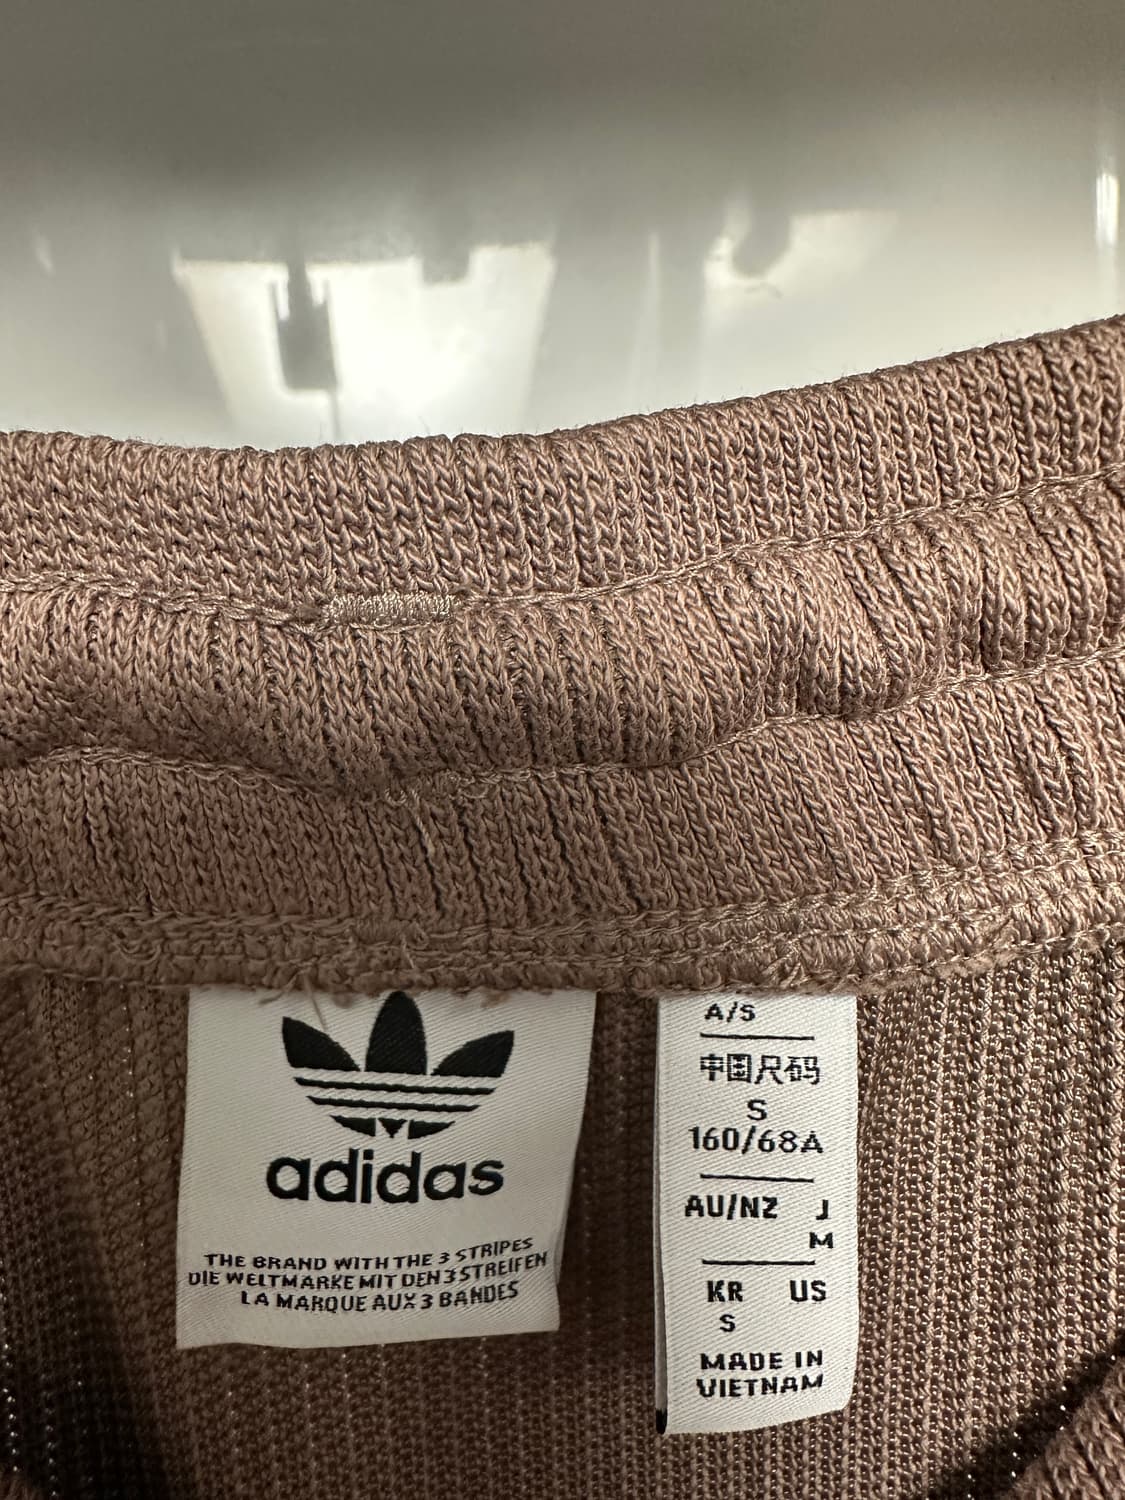 adidas
THE BRAND WITH THE 3 STRIPES
DIE WELTMARKE MIT DEN 3 STREIFEN
LA MARQUE AUX 3 BANDES
A/S
中国尺码
S
160/68A
AU/NZ J
M
KR US
S
MADE IN
VIETNAM